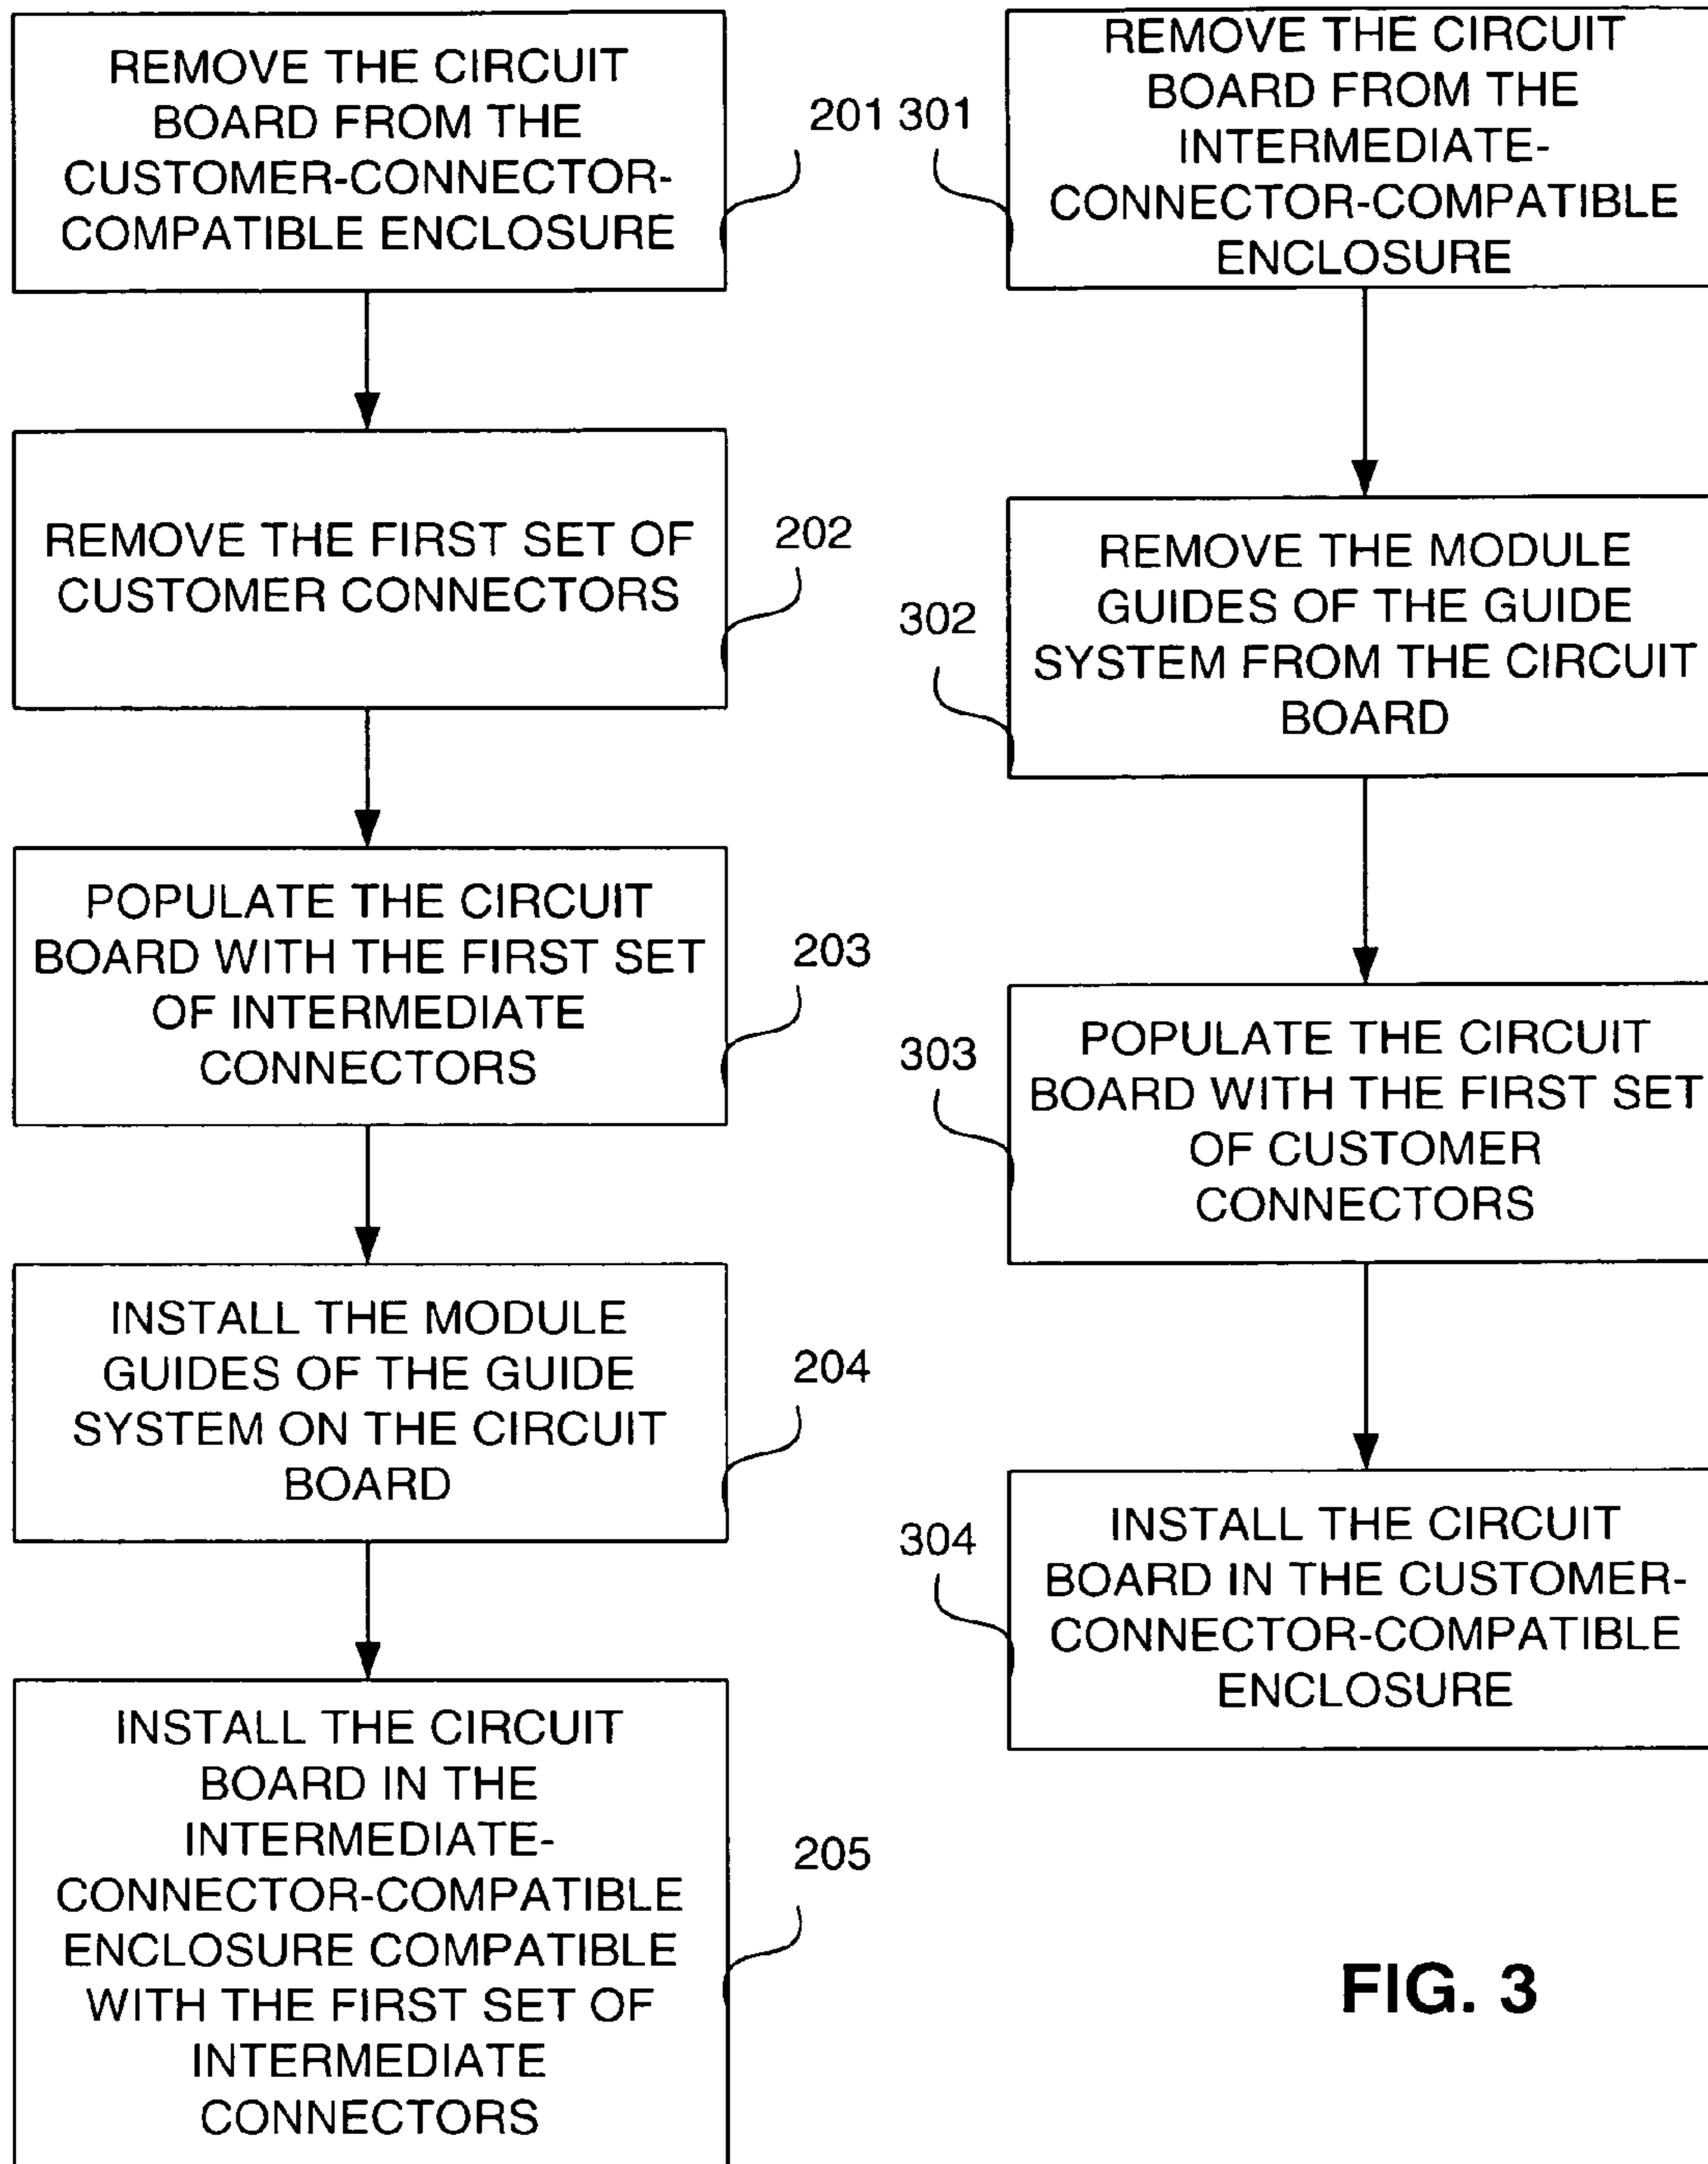 REMOVE THE CIRCUIT
BOARD FROM THE
CUSTOMER-CONNECTOR-
COMPATIBLE ENCLOSURE
201
REMOVE THE FIRST SET OF
CUSTOMER CONNECTORS
202
POPULATE THE CIRCUIT
BOARD WITH THE FIRST SET
OF INTERMEDIATE
CONNECTORS
203
INSTALL THE MODULE
GUIDES OF THE GUIDE
SYSTEM ON THE CIRCUIT
BOARD
204
INSTALL THE CIRCUIT
BOARD IN THE
INTERMEDIATE-
CONNECTOR-COMPATIBLE
ENCLOSURE COMPATIBLE
WITH THE FIRST SET OF
INTERMEDIATE
CONNECTORS
205
301
REMOVE THE CIRCUIT
BOARD FROM THE
INTERMEDIATE-
CONNECTOR-COMPATIBLE
ENCLOSURE
302
REMOVE THE MODULE
GUIDES OF THE GUIDE
SYSTEM FROM THE CIRCUIT
BOARD
303
POPULATE THE CIRCUIT
BOARD WITH THE FIRST SET
OF CUSTOMER
CONNECTORS
304
INSTALL THE CIRCUIT
BOARD IN THE CUSTOMER-
CONNECTOR-COMPATIBLE
ENCLOSURE
FIG. 3